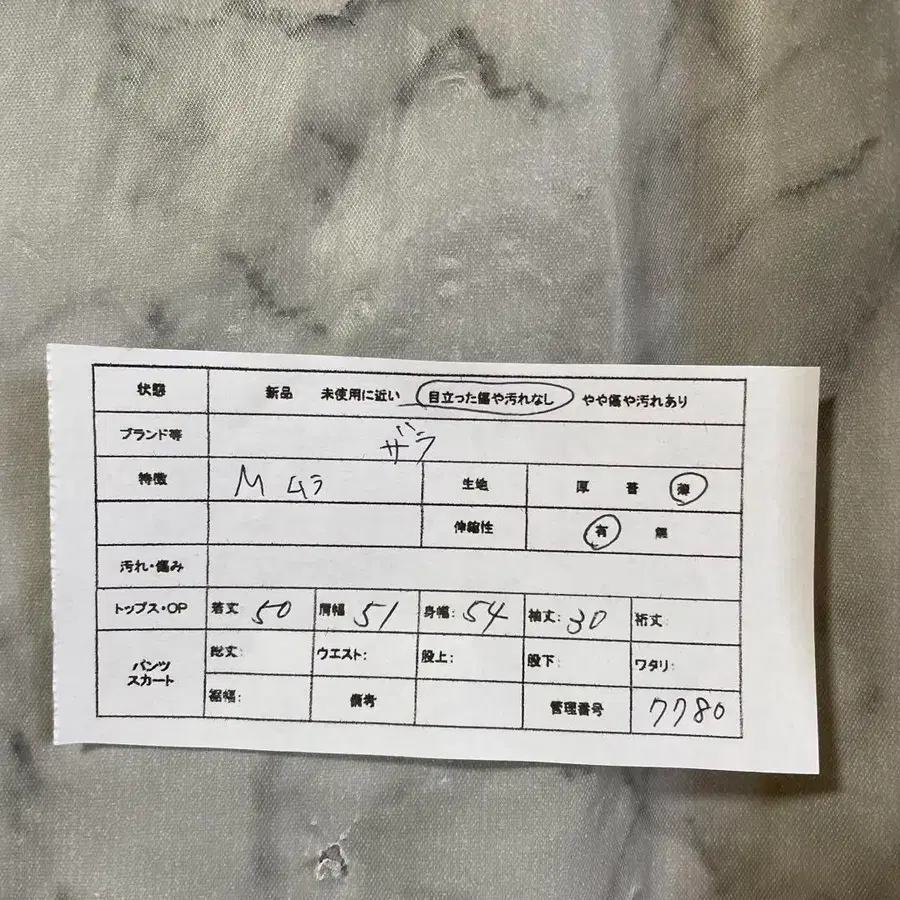 状態 新品 未使用に近い 目立った傷や汚れなし やや傷や汚れあり
ブランド等 ザラ
特徴 M ムラ 生地 厚 普 薄
伸縮性 有 無
汚れ・傷み
トップス・OP 着丈: 50 肩幅: 51 身幅: 54 袖丈: 30 裄丈:
パンツ スカート 総丈: ウエスト: 股上: 股下: ワタリ:
裾幅: 備考 管理番号 7780